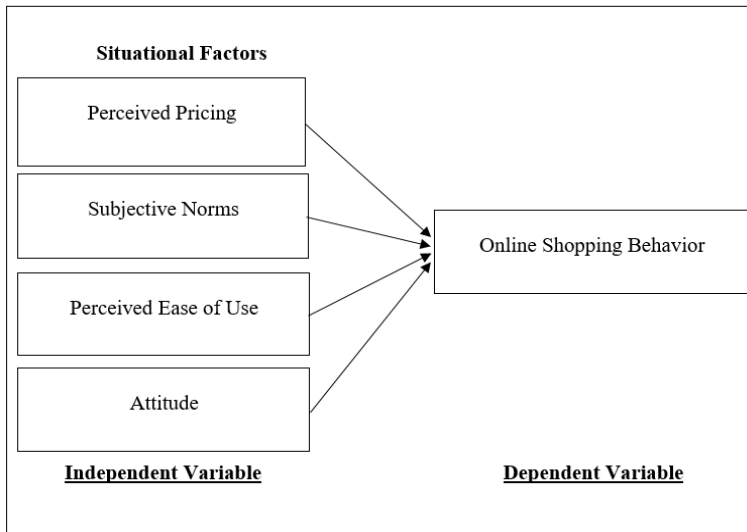 Situational Factors
Perceived Pricing
Subjective Norms
Perceived Ease of Use
Attitude
Independent Variable
Online Shopping Behavior
Dependent Variable